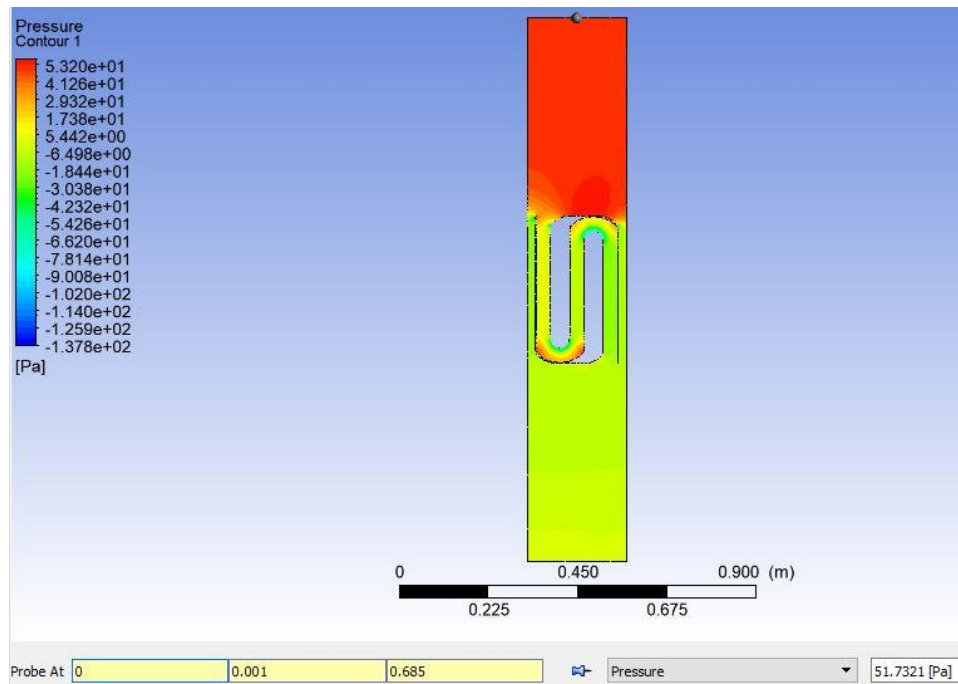 Pressure
Contour 1
5.320e+01
4.126e+01
2.932e+01
1.738e+01
5.442e+00
-6.498e+00
-1.844e+01
-3.038e+01
-4.232e+01
-5.426e+01
-6.620e+01
-7.814e+01
-9.008e+01
-1.020e+02
-1.140e+02
-1.259e+02
-1.378e+02
[Pa]
0 0.450 0.900 (m)
0.225 0.675
Probe At 0 0.001 0.685 Pressure 51.7321 [Pa]